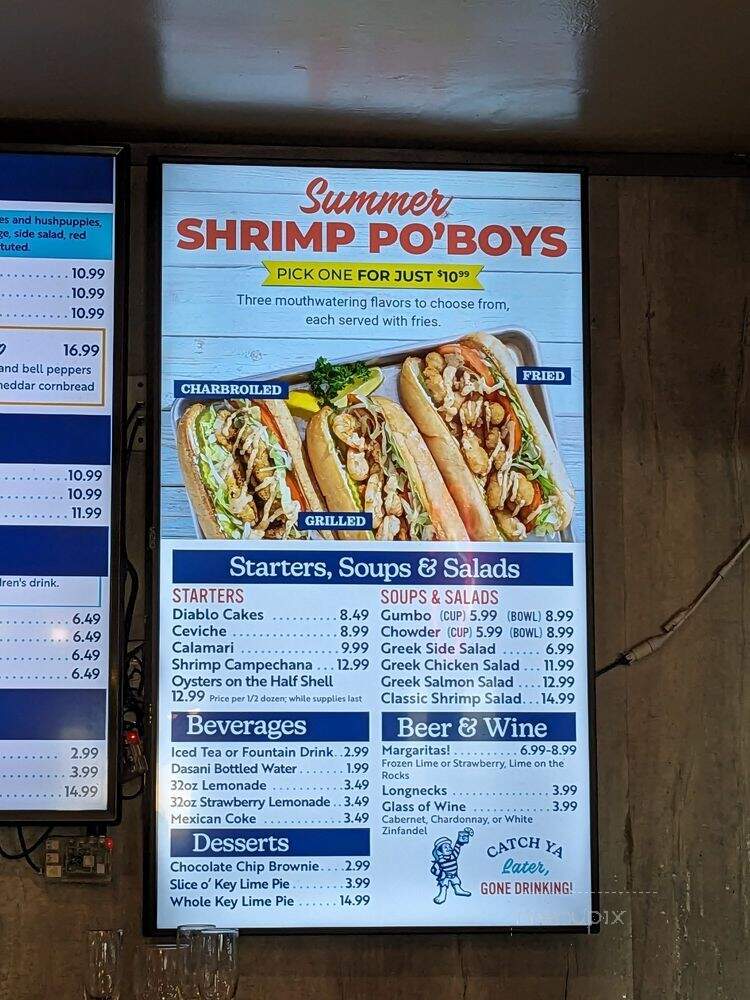 es and hushpuppies,
ge, side salad, red
tuted.
10.99
10.99
10.99
16.99
and bell peppers
heddar cornbread
10.99
10.99
11.99
ren's drink.
6.49
6.49
6.49
6.49
2.99
3.99
14.99
Summer
SHRIMP PO'BOYS
PICK ONE FOR JUST $10⁹⁹
Three mouthwatering flavors to choose from,
each served with fries.
CHARBROILED
FRIED
GRILLED
Starters, Soups & Salads
STARTERS
Diablo Cakes .......... 8.49
Ceviche ............... 8.99
Calamari .............. 9.99
Shrimp Campechana ... 12.99
Oysters on the Half Shell
12.99 Price per 1/2 dozen; while supplies last
SOUPS & SALADS
Gumbo (CUP) 5.99 (BOWL) 8.99
Chowder (CUP) 5.99 (BOWL) 8.99
Greek Side Salad ...... 6.99
Greek Chicken Salad ... 11.99
Greek Salmon Salad .... 12.99
Classic Shrimp Salad... 14.99
Beverages
Iced Tea or Fountain Drink..2.99
Dasani Bottled Water....... 1.99
32oz Lemonade ............ 3.49
32oz Strawberry Lemonade .. 3.49
Mexican Coke ............. 3.49
Desserts
Chocolate Chip Brownie.... 2.99
Slice o' Key Lime Pie ....... 3.99
Whole Key Lime Pie ...... 14.99
Beer & Wine
Margaritas! .......... 6.99-8.99
Frozen Lime or Strawberry, Lime on the
Rocks
Longnecks ............... 3.99
Glass of Wine ........... 3.99
Cabernet, Chardonnay, or White
Zinfandel
CATCH YA
Later,
GONE DRINKING!